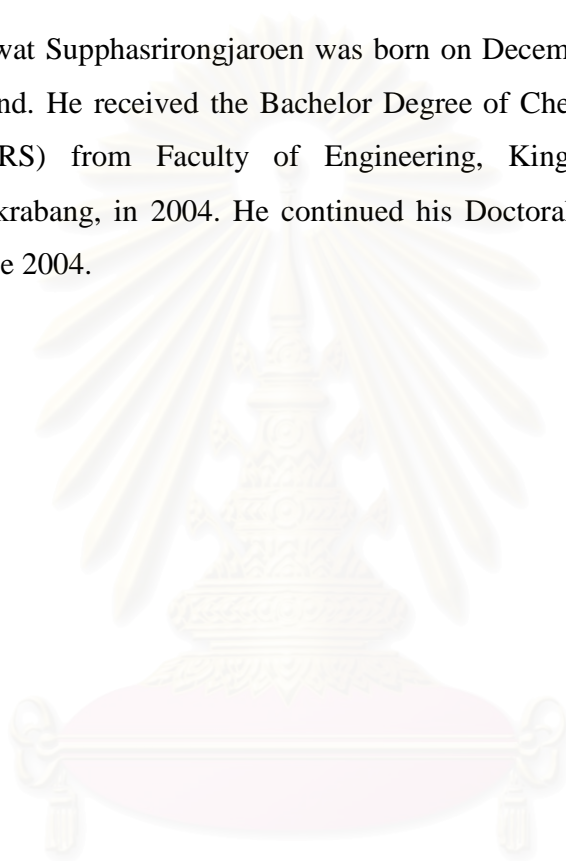 wat Supphasrirongjaroen was born on Decem
nd. He received the Bachelor Degree of Che
RS) from Faculty of Engineering, King
krabang, in 2004. He continued his Doctoral
e 2004.